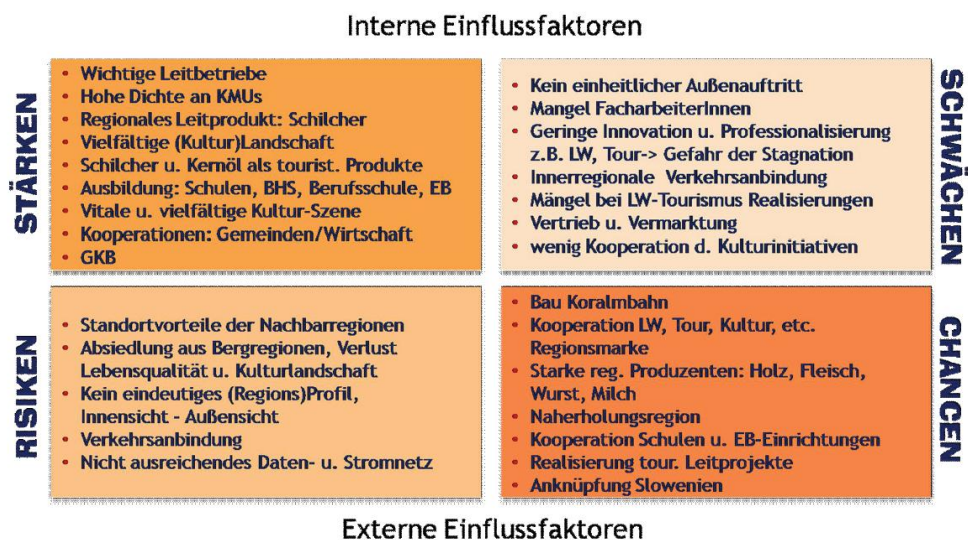 Interne Einflussfaktoren
STÄRKEN
• Wichtige Leitbetriebe
• Hohe Dichte an KMUs
• Regionales Leitprodukt: Schilcher
• Vielfältige (Kultur)Landschaft
• Schilcher u. Kernöl als tourist. Produkte
• Ausbildung: Schulen, BHS, Berufsschule, EB
• Vitale u. vielfältige Kultur-Szene
• Kooperationen: Gemeinden/Wirtschaft
• GKB
SCHWÄCHEN
• Kein einheitlicher Außenauftritt
• Mangel FacharbeiterInnen
• Geringe Innovation u. Professionalisierung
z.B. LW, Tour-> Gefahr der Stagnation
• Innerregionale Verkehrsanbindung
• Mängel bei LW-Tourismus Realisierungen
• Vertrieb u. Vermarktung
• wenig Kooperation d. Kulturinitiativen
RISIKEN
• Standortvorteile der Nachbarregionen
• Absiedlung aus Bergregionen, Verlust
Lebensqualität u. Kulturlandschaft
• Kein eindeutiges (Regions)Profil,
Innensicht - Außensicht
• Verkehrsanbindung
• Nicht ausreichendes Daten- u. Stromnetz
CHANCEN
• Bau Koralmbahn
• Kooperation LW, Tour, Kultur, etc.
Regionsmarke
• Starke reg. Produzenten: Holz, Fleisch,
Wurst, Milch
• Naherholungsregion
• Kooperation Schulen u. EB-Einrichtungen
• Realisierung tour. Leitprojekte
• Anknüpfung Slowenien
Externe Einflussfaktoren